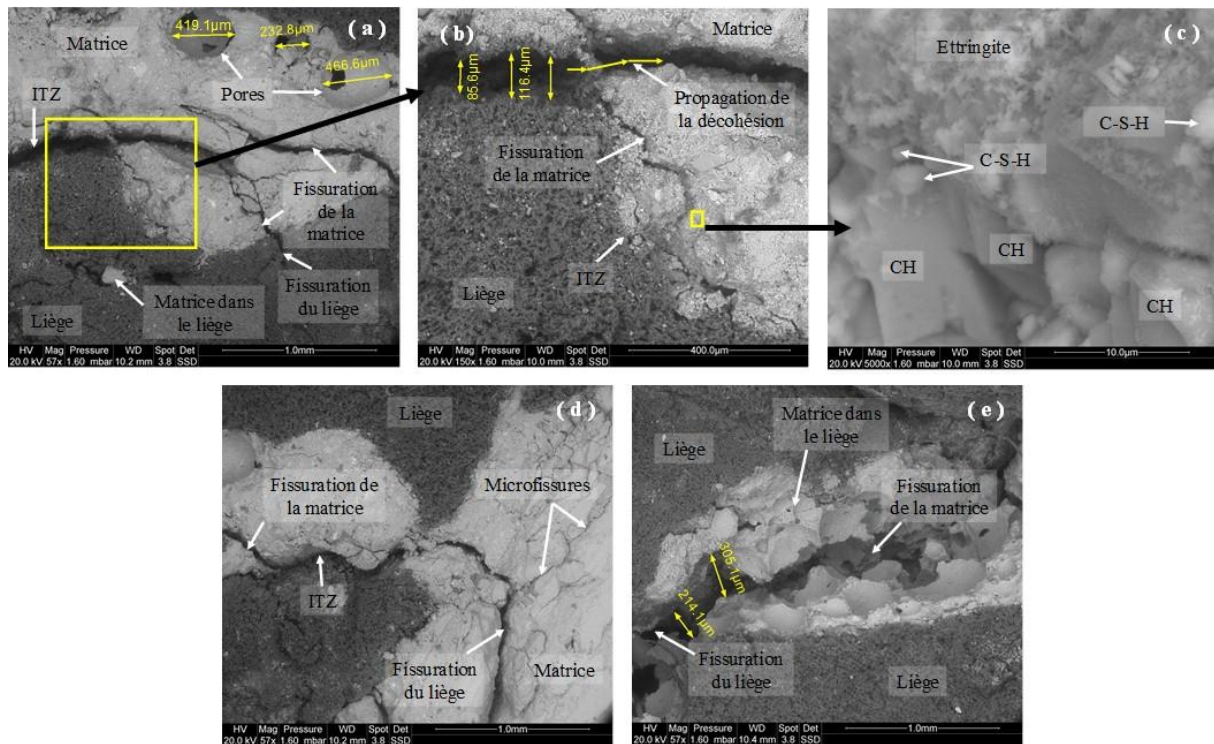 ( a )
419.1µm
232.8µm
Matrice
466.6µm
ITZ
Pores
Fissuration
de la
matrice
Fissuration
du liège
Matrice dans
le liège
Liège
HV Mag Pressure WD Spot Det
20.0 kV 57x 1.60 mbar 10.2 mm 3.8 SSD
1.0mm
( b )
Matrice
85.6µm
116.4µm
Propagation de
la décohésion
Fissuration
de la matrice
ITZ
Liège
HV Mag Pressure WD Spot Det
20.0 kV 150x 1.60 mbar 10.0 mm 3.8 SSD
400.0µm
( c )
Ettringite
C-S-H
C-S-H
CH
CH
CH
HV Mag Pressure WD Spot Det
20.0 kV 5000x 1.60 mbar 10.0 mm 3.8 SSD
10.0µm
( d )
Liège
Fissuration de
la matrice
Microfissures
ITZ
Fissuration
du liège
Matrice
HV Mag Pressure WD Spot Det
20.0 kV 57x 1.60 mbar 10.2 mm 3.8 SSD
1.0mm
( e )
Matrice dans
le liège
Liège
Fissuration
de la matrice
305.1µm
214.1µm
Fissuration
du liège
Liège
HV Mag Pressure WD Spot Det
20.0 kV 57x 1.60 mbar 10.4 mm 3.8 SSD
1.0mm